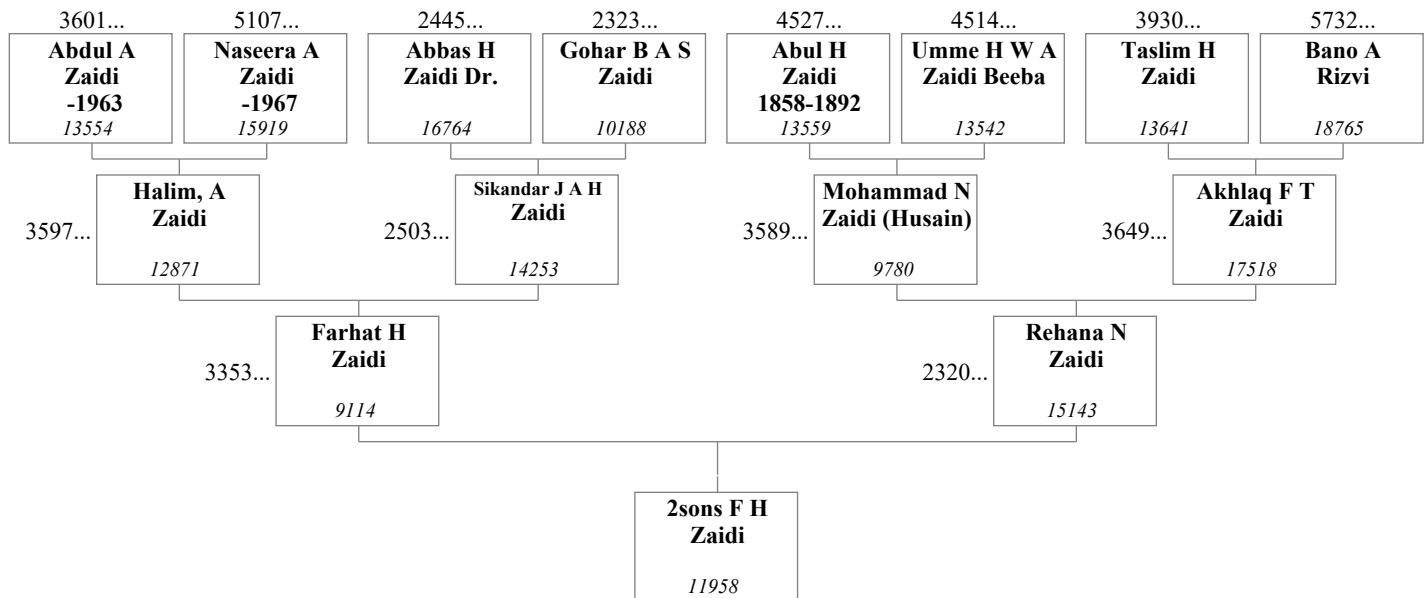 3601... 5107... 2445... 2323... 4527... 4514... 3930... 5732...
Abdul A
Zaidi
-1963
13554
Naseera A
Zaidi
-1967
15919
Abbas H
Zaidi Dr.
16764
Gohar B A S
Zaidi
10188
Abul H
Zaidi
1858-1892
13559
Umme H W A
Zaidi Beeba
13542
Taslim H
Zaidi
13641
Bano A
Rizvi
18765
3597...
Halim, A
Zaidi
12871
2503...
Sikandar J A H
Zaidi
14253
3589...
Mohammad N
Zaidi (Husain)
9780
3649...
Akhlaq F T
Zaidi
17518
3353...
Farhat H
Zaidi
9114
2320...
Rehana N
Zaidi
15143
2sons F H
Zaidi
11958